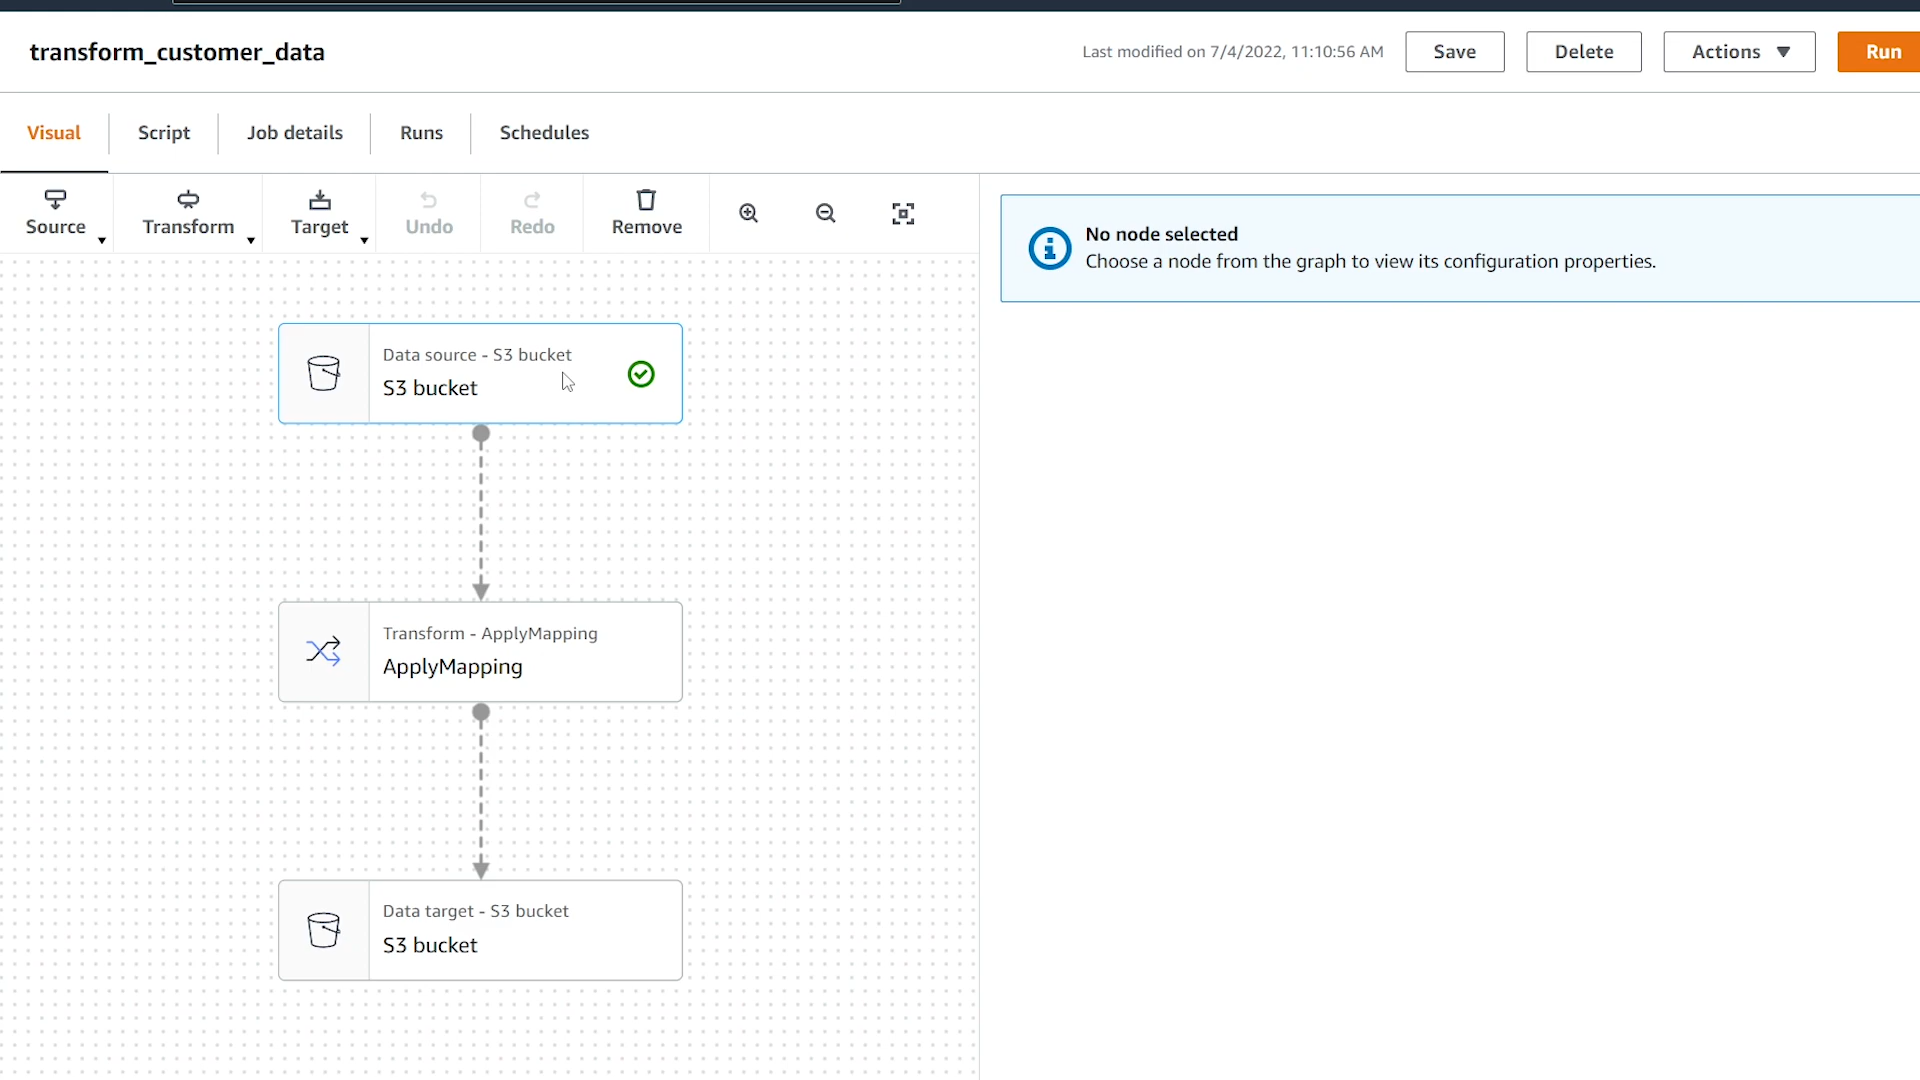 transform_customer_data
Last modified on 7/4/2022, 11:10:56 AM
Save
Delete
Actions
Run
Visual
Script
Job details
Runs
Schedules
Source
Transform
Target
Undo
Redo
Remove
No node selected
Choose a node from the graph to view its configuration properties.
Data source - S3 bucket
S3 bucket
Transform - ApplyMapping
ApplyMapping
Data target - S3 bucket
S3 bucket